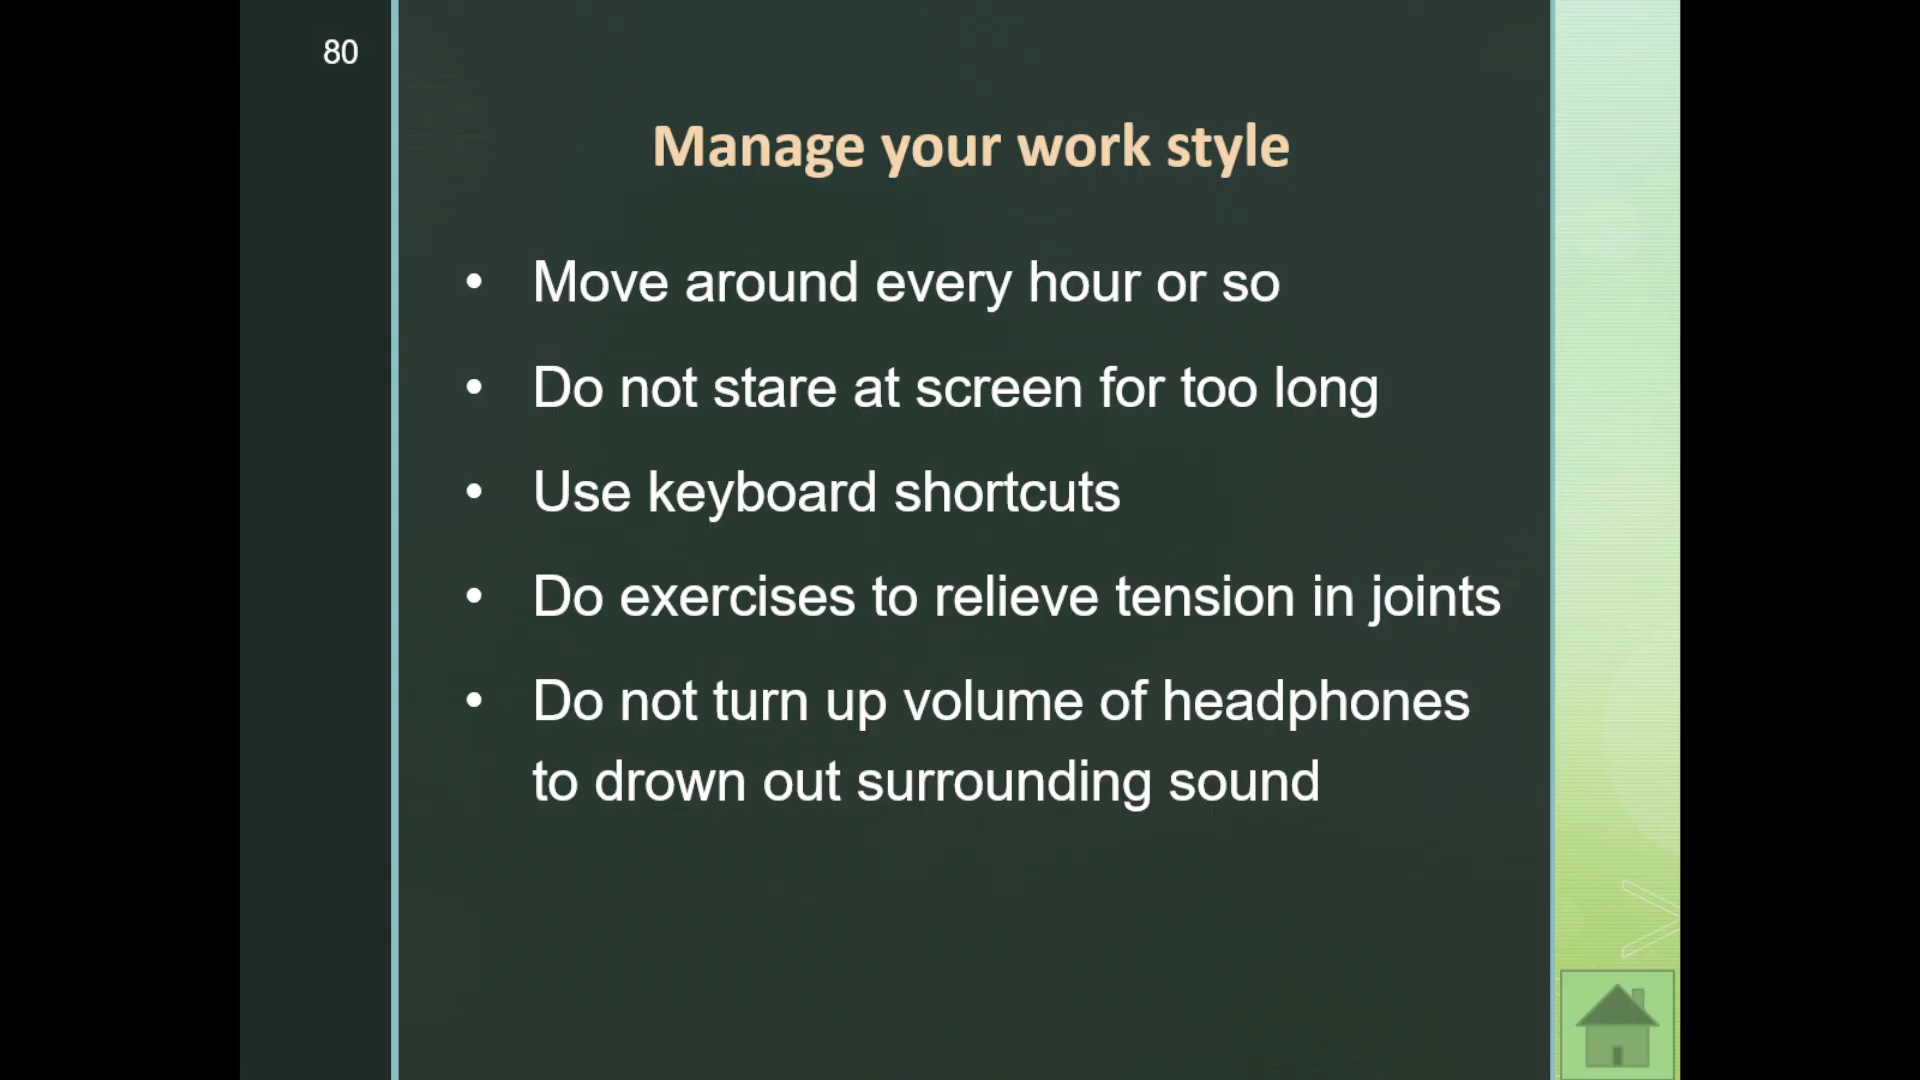 80
Manage your work style
• Move around every hour or so
• Do not stare at screen for too long
• Use keyboard shortcuts
• Do exercises to relieve tension in joints
• Do not turn up volume of headphones
to drown out surrounding sound